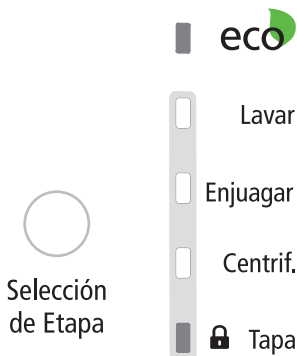 eco
Lavar
Enjuagar
Centrif.
Selección
de Etapa
Tapa